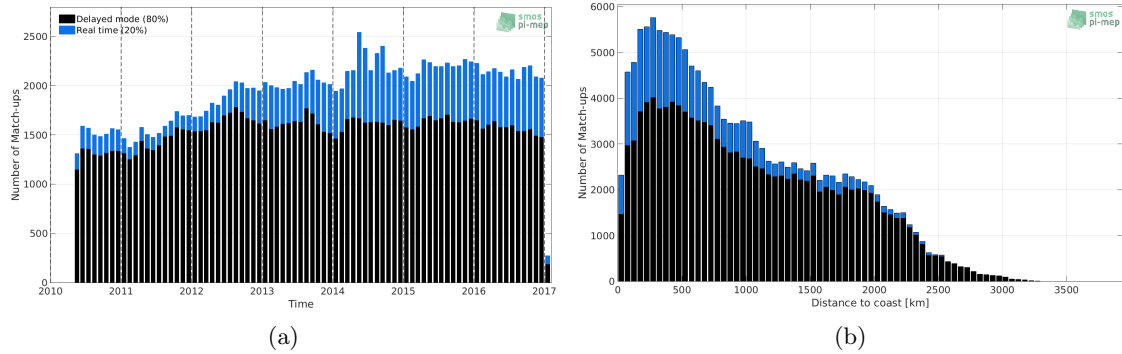 Delayed mode (80%)
Real time (20%)
smos
pi-mep
Number of Match-ups
2500
2000
1500
1000
500
0
2010
2011
2012
2013
2014
2015
2016
2017
Time
(a)
smos
pi-mep
Number of Match-ups
6000
5000
4000
3000
2000
1000
0
0
500
1000
1500
2000
2500
3000
3500
Distance to coast [km]
(b)